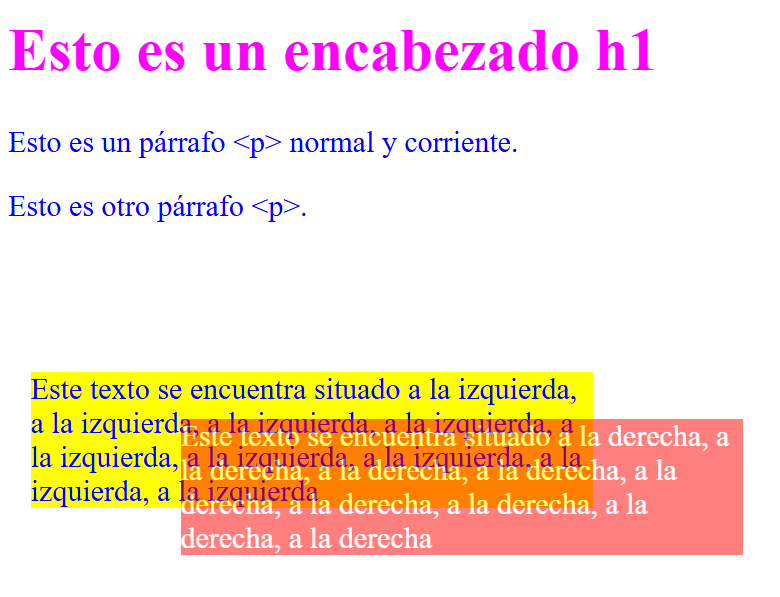 Esto es un encabezado h1
Esto es un párrafo <p> normal y corriente.
Esto es otro párrafo <p>.
Este texto se encuentra situado a la izquierda,
a la izquierda, a la izquierda, a la izquierda, a
la izquierda, a la izquierda, a la izquierda, a la
izquierda, a la izquierda
Este texto se encuentra situado a la derecha, a
la derecha, a la derecha, a la derecha, a la
derecha, a la derecha, a la derecha, a la
derecha, a la derecha